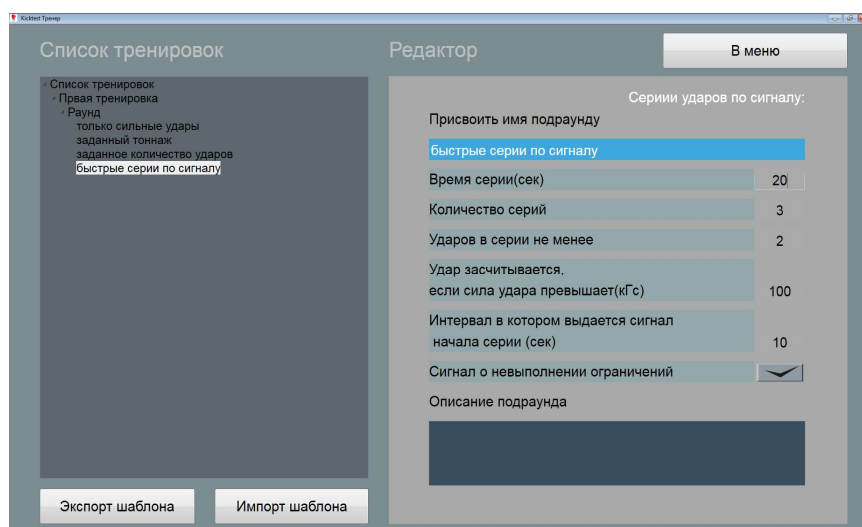 Kicktest Тренер
Список тренировок
Редактор
В меню
Список тренировок
Првая тренировка
Раунд
только сильные удары
заданный тоннаж
заданное количество ударов
быстрые серии по сигналу
Сериии ударов по сигналу:
Присвоить имя подраунду
быстрые серии по сигналу
Время серии(сек) 20
Количество серий 3
Ударов в серии не менее 2
Удар засчитывается,
если сила удара превышает(кГс) 100
Интервал в котором выдается сигнал
начала серии (сек) 10
Сигнал о невыполнении ограничений
Описание подраунда
Экспорт шаблона
Импорт шаблона